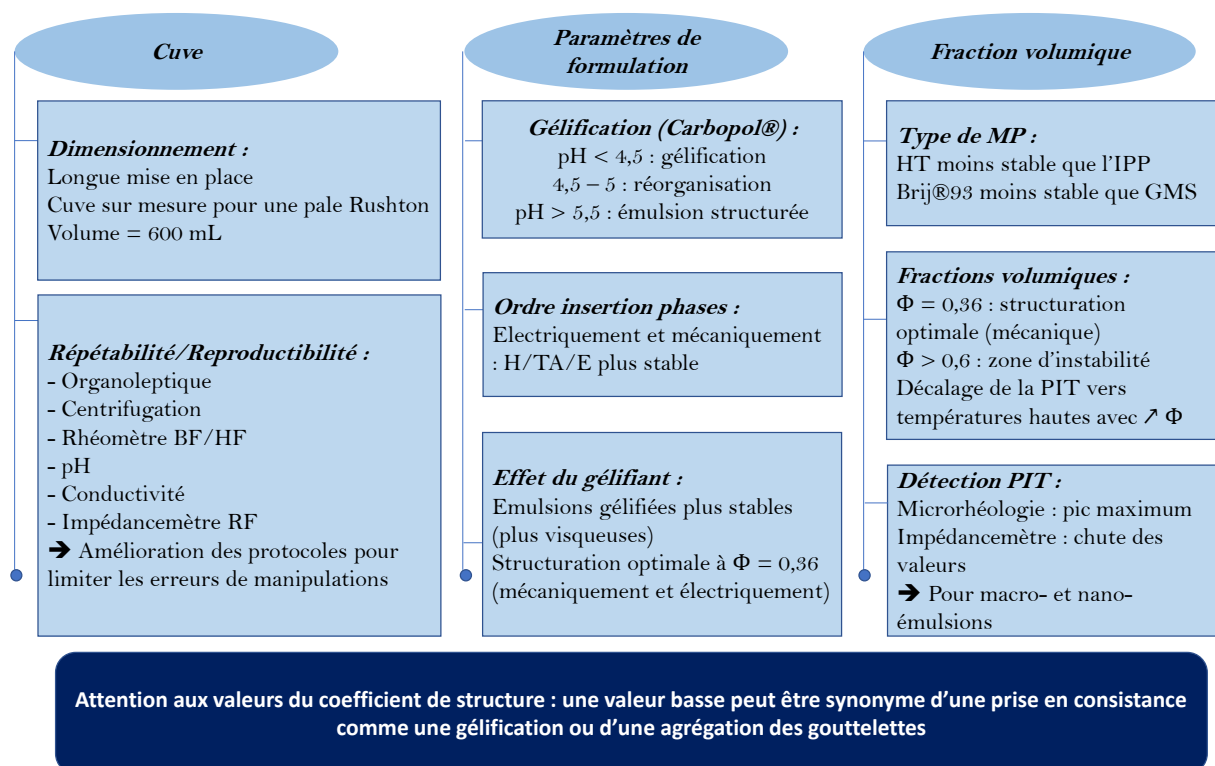 Cuve
Dimensionnement :
Longue mise en place
Cuve sur mesure pour une pale Rushton
Volume = 600 mL
Répétabilité/Reproductibilité :
- Organoleptique
- Centrifugation
- Rhéomètre BF/HF
- pH
- Conductivité
- Impédancemètre RF
➔ Amélioration des protocoles pour
limiter les erreurs de manipulations
Paramètres de
formulation
Gélification (Carbopol®) :
pH < 4,5 : gélification
4,5 – 5 : réorganisation
pH > 5,5 : émulsion structurée
Ordre insertion phases :
Electriquement et mécaniquement
: H/TA/E plus stable
Effet du gélifiant :
Emulsions gélifiées plus stables
(plus visqueuses)
Structuration optimale à Φ = 0,36
(mécaniquement et électriquement)
Fraction volumique
Type de MP :
HT moins stable que l’IPP
Brij®93 moins stable que GMS
Fractions volumiques :
Φ = 0,36 : structuration
optimale (mécanique)
Φ > 0,6 : zone d’instabilité
Décalage de la PIT vers
températures hautes avec ↗ Φ
Détection PIT :
Microrhéologie : pic maximum
Impédancemètre : chute des
valeurs
➔ Pour macro- et nano-
émulsions
Attention aux valeurs du coefficient de structure : une valeur basse peut être synonyme d’une prise en consistance
comme une gélification ou d’une agrégation des gouttelettes